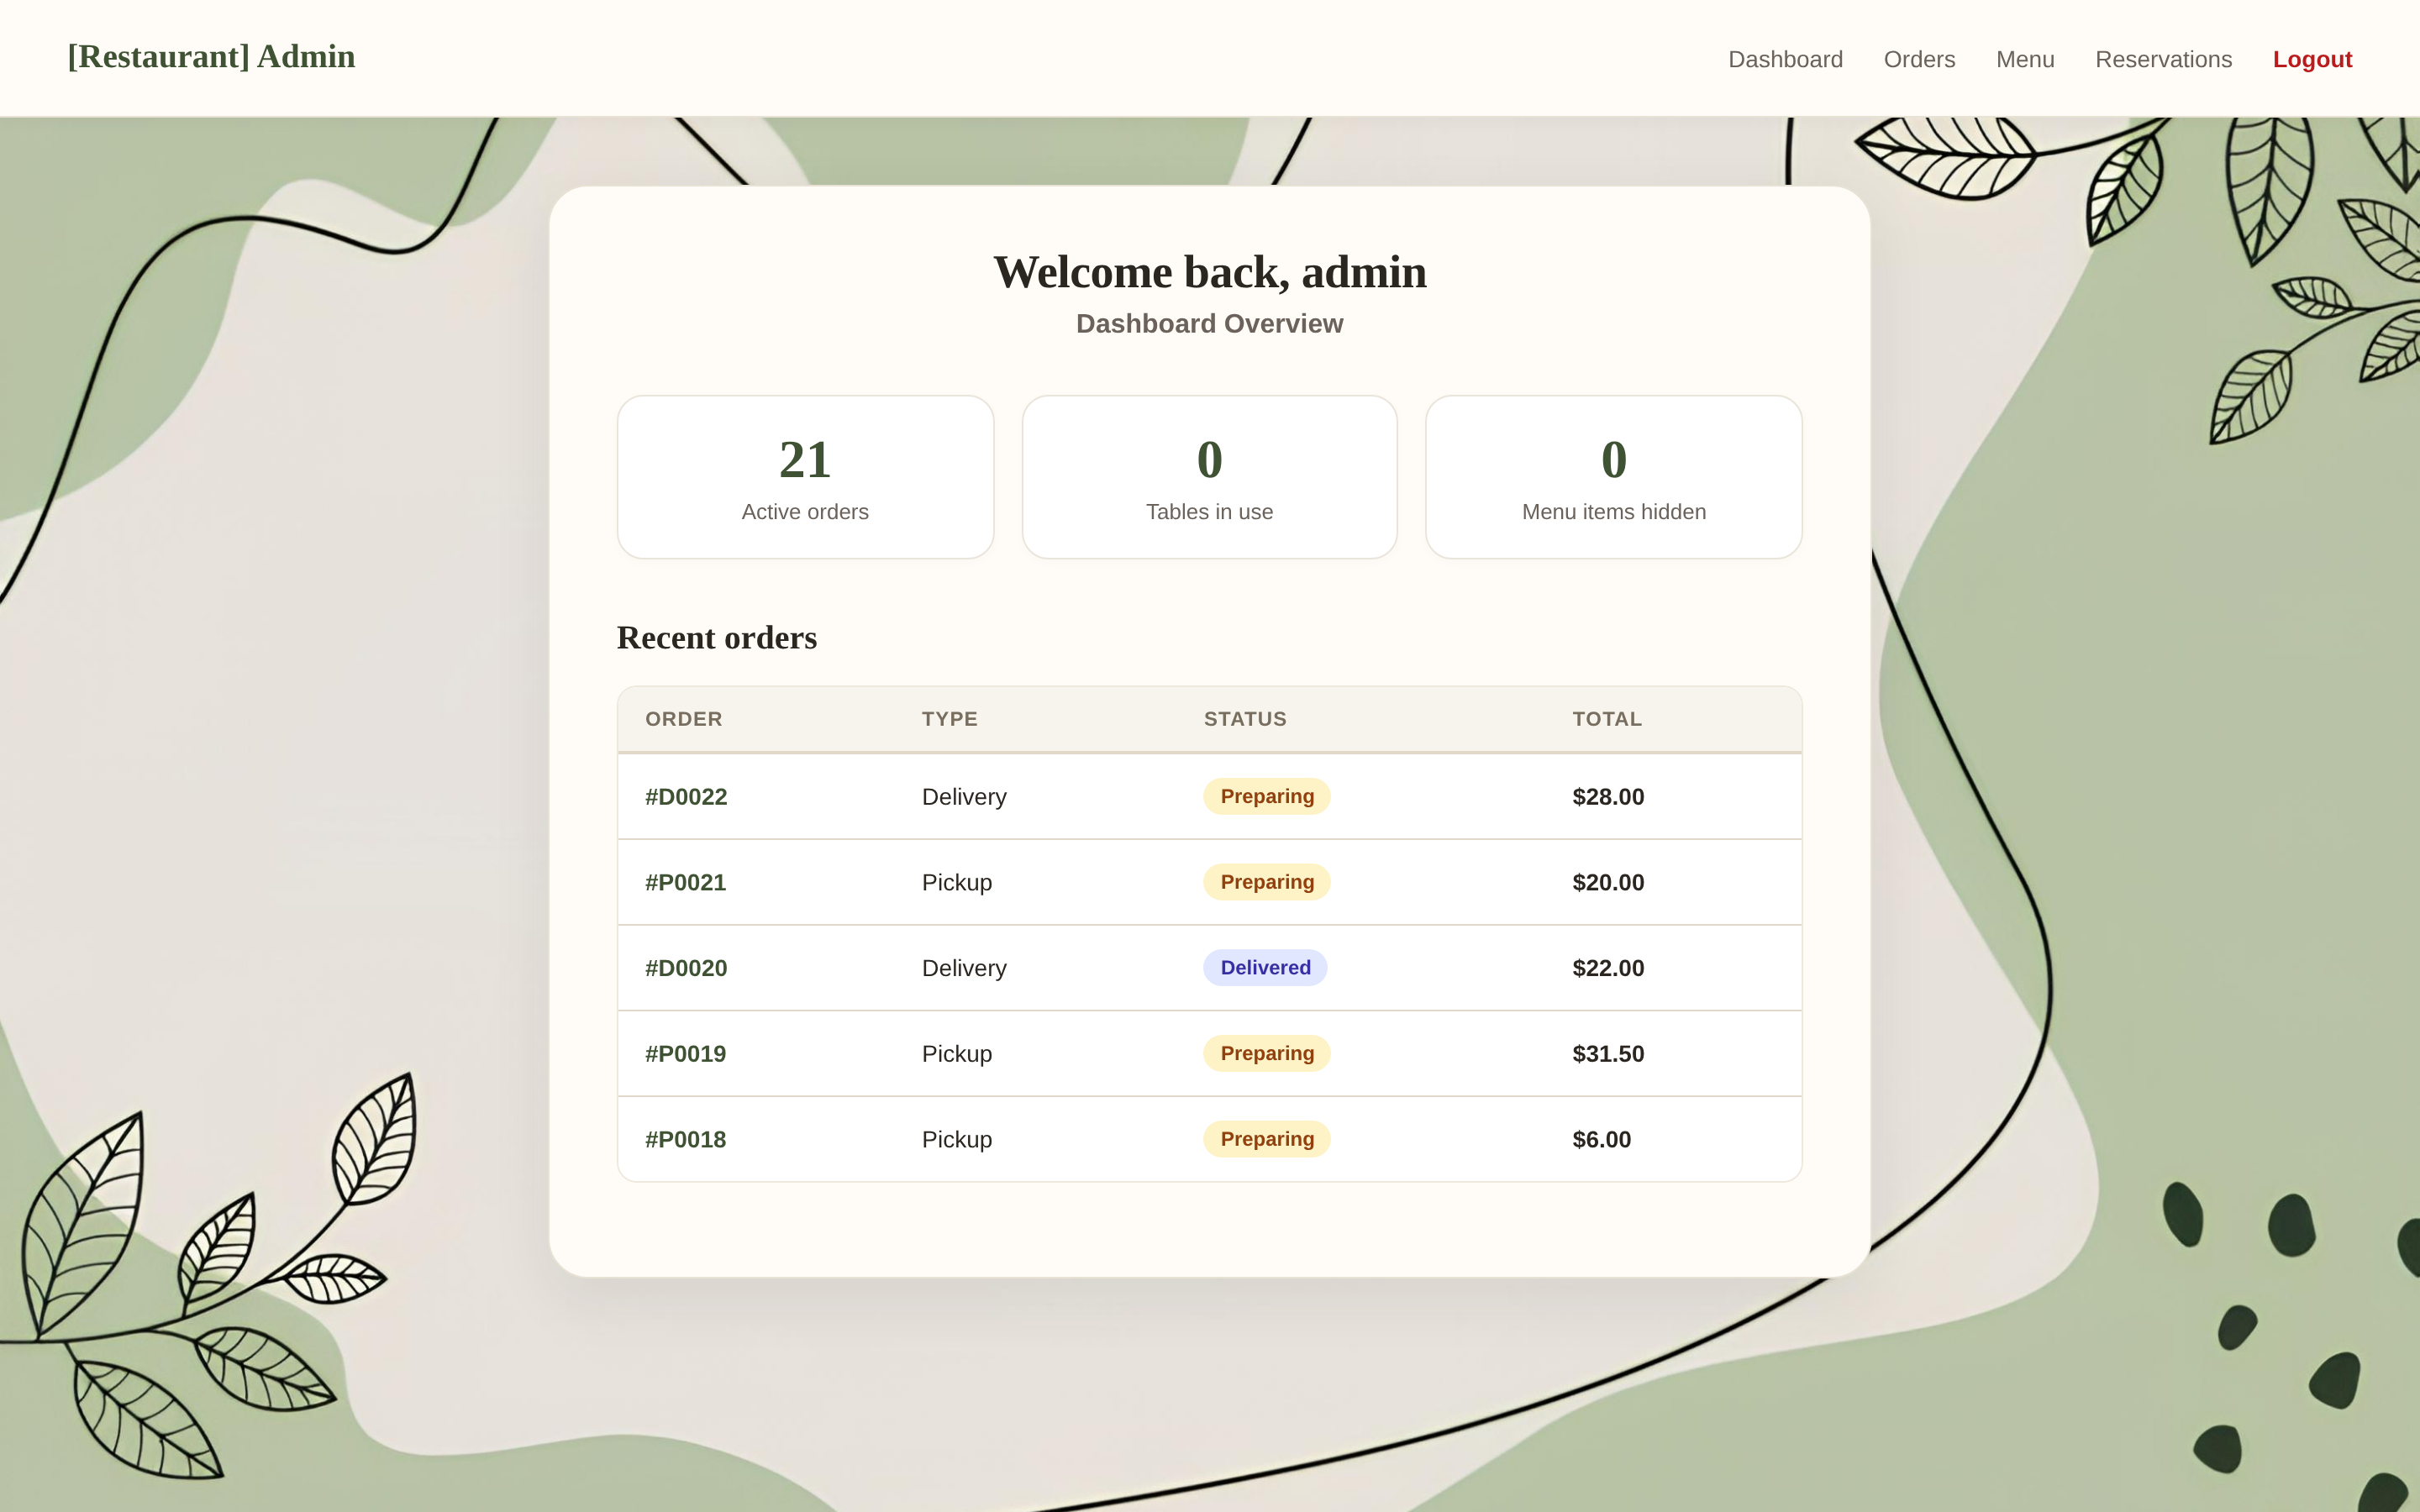 [Restaurant] Admin Dashboard Orders Menu Reservations Logout
Welcome back, admin
Dashboard Overview
21 0 0
Active orders Tables in use Menu items hidden
Recent orders
ORDER TYPE STATUS TOTAL
#D0022 Delivery Preparing $28.00
#P0021 Pickup Preparing $20.00
#D0020 Delivery Delivered $22.00
#P0019 Pickup Preparing $31.50
#P0018 Pickup Preparing $6.00